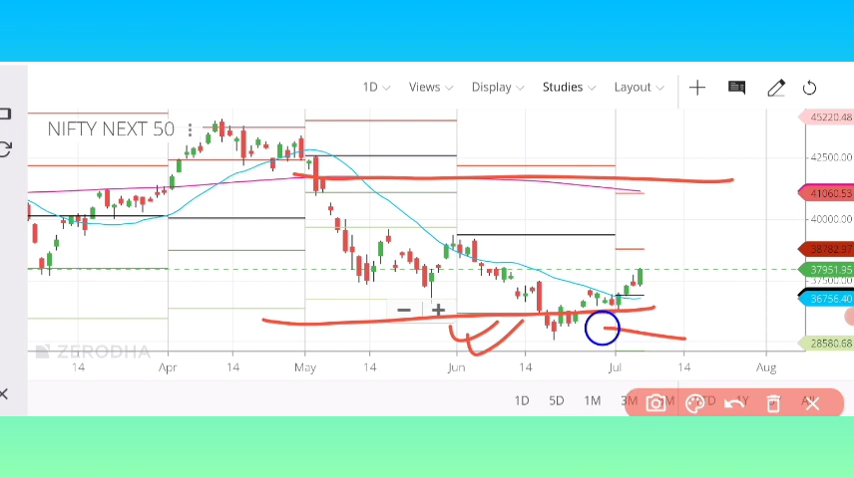 1D Views Display Studies Layout
NIFTY NEXT 50
45220.48
42500.00
41060.53
40000.00
38782.97
37951.95
37500.00
36756.40
28580.68
ZERODHA
14 Apr 14 May 14 Jun 14 Jul 14 Aug
1D 5D 1M 3M